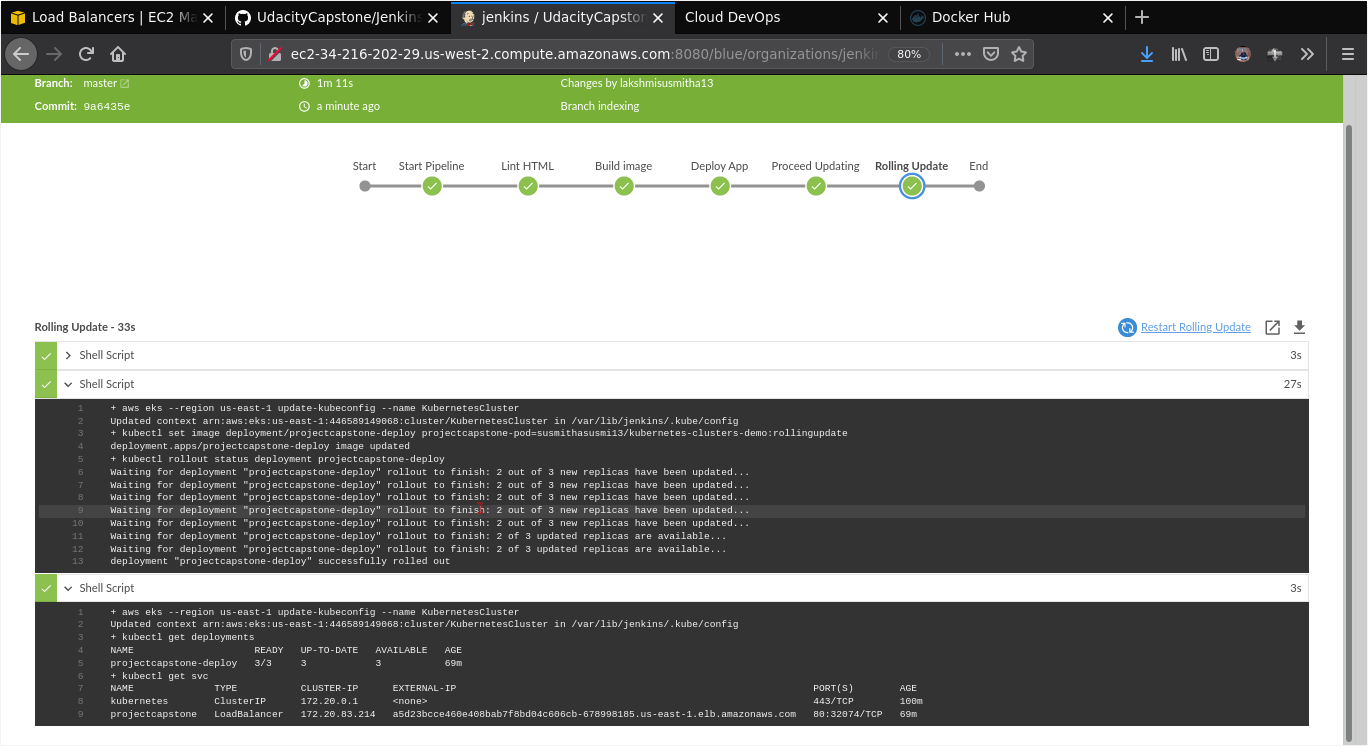 Load Balancers | EC2 Ma
UdacityCapstone/Jenkins
jenkins / UdacityCapstor
Cloud DevOps
Docker Hub
ec2-34-216-202-29.us-west-2.compute.amazonaws.com:8080/blue/organizations/jenki
80%
Branch: master 1m 11s Changes by lakshmisusmitha13
Commit: 9a6435e a minute ago Branch indexing
Start Start Pipeline Lint HTML Build image Deploy App Proceed Updating Rolling Update End
Rolling Update - 33s Restart Rolling Update
Shell Script 3s
Shell Script 27s
1 + aws eks --region us-east-1 update-kubeconfig --name KubernetesCluster
2 Updated context arn:aws:eks:us-east-1:446589149068:cluster/KubernetesCluster in /var/lib/jenkins/.kube/config
3 + kubectl set image deployment/projectcapstone-deploy projectcapstone-pod=susmithasusmi13/kubernetes-clusters-demo:rollingupdate
4 deployment.apps/projectcapstone-deploy image updated
5 + kubectl rollout status deployment projectcapstone-deploy
6 Waiting for deployment "projectcapstone-deploy" rollout to finish: 2 out of 3 new replicas have been updated...
7 Waiting for deployment "projectcapstone-deploy" rollout to finish: 2 out of 3 new replicas have been updated...
8 Waiting for deployment "projectcapstone-deploy" rollout to finish: 2 out of 3 new replicas have been updated...
9 Waiting for deployment "projectcapstone-deploy" rollout to finish: 2 out of 3 new replicas have been updated...
10 Waiting for deployment "projectcapstone-deploy" rollout to finish: 2 out of 3 new replicas have been updated...
11 Waiting for deployment "projectcapstone-deploy" rollout to finish: 2 of 3 updated replicas are available...
12 Waiting for deployment "projectcapstone-deploy" rollout to finish: 2 of 3 updated replicas are available...
13 deployment "projectcapstone-deploy" successfully rolled out
Shell Script 3s
1 + aws eks --region us-east-1 update-kubeconfig --name KubernetesCluster
2 Updated context arn:aws:eks:us-east-1:446589149068:cluster/KubernetesCluster in /var/lib/jenkins/.kube/config
3 + kubectl get deployments
4 NAME READY UP-TO-DATE AVAILABLE AGE
5 projectcapstone-deploy 3/3 3 3 69m
6 + kubectl get svc
7 NAME TYPE CLUSTER-IP EXTERNAL-IP PORT(S) AGE
8 kubernetes ClusterIP 172.20.0.1 <none> 443/TCP 100m
9 projectcapstone LoadBalancer 172.20.83.214 a5d23bcce460e408bab7f8bd04c606cb-678998185.us-east-1.elb.amazonaws.com 80:32074/TCP 69m